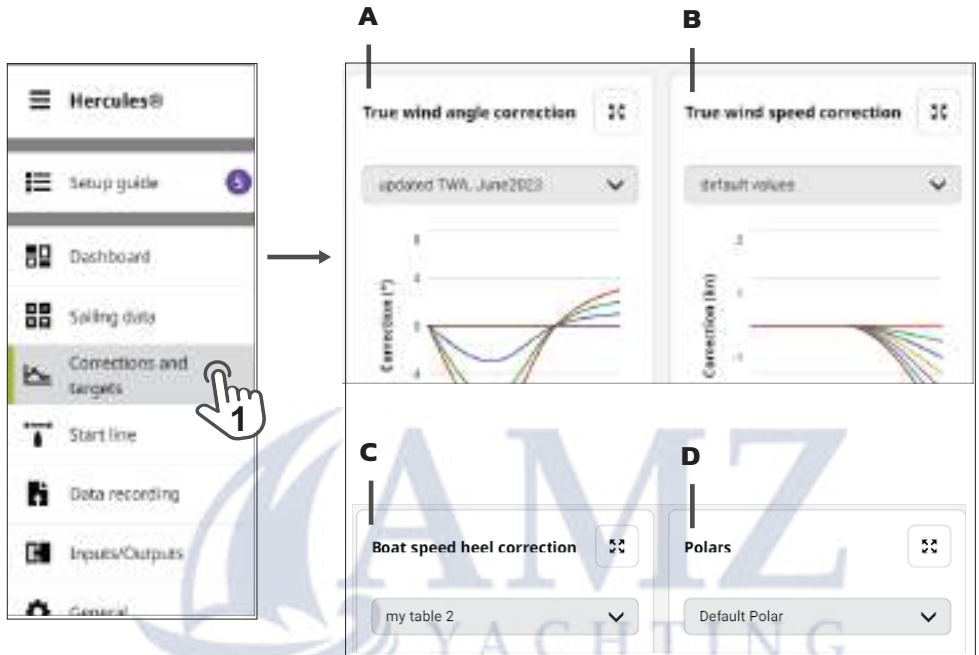 A
B
Hercules®
Setup guide
5
Dashboard
Sailing data
Corrections and
targets
1
Start line
Data recording
Inputs/Outputs
General
True wind angle correction
updated TWA, June2023
8
4
0
-4
Correction (°)
True wind speed correction
default values
2
1
-1
Correction (kn)
C
D
Boat speed heel correction
my table 2
Polars
Default Polar
AMZ
YACHTING